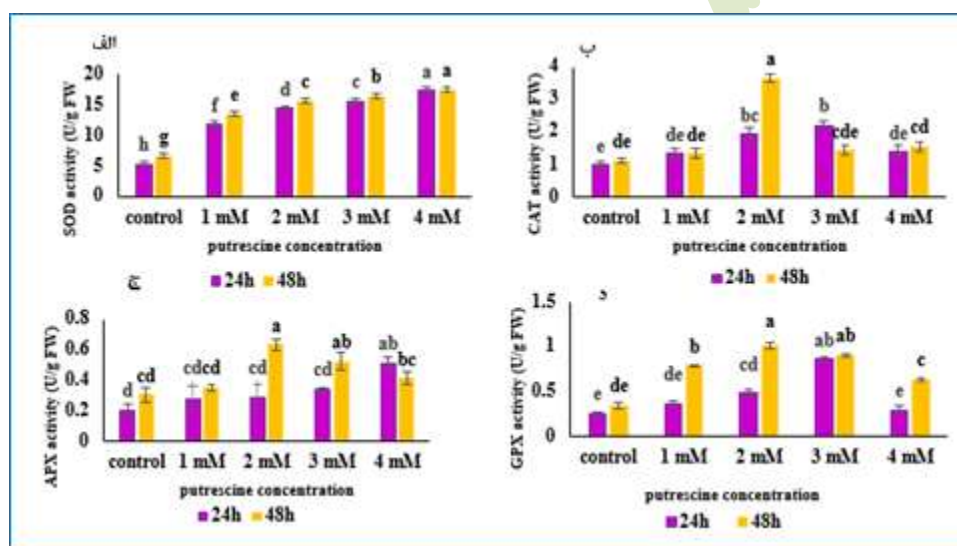 الف
SOD activity (U/g FW)
20
15
10
5
0
h g f e d c c b a a
control 1 mM 2 mM 3 mM 4 mM
putrescine concentration
24h 48h
ب
CAT activity (U/g FW)
4
3
2
1
0
e de de de bc a b cde de cd
control 1 mM 2 mM 3 mM 4 mM
putrescine concentration
24h 48h
APX activity (U/g FW)
0.8
0.6
0.4
0.2
0
d cd cd cd cd a cd ab ab bc
control 1 mM 2 mM 3 mM 4 mM
putrescine concentration
24h 48h
GPX activity (U/g FW)
1.5
1
0.5
0
e de de b cd a ab ab e c
control 1 mM 2 mM 3 mM 4 mM
putrescine concentration
24h 48h